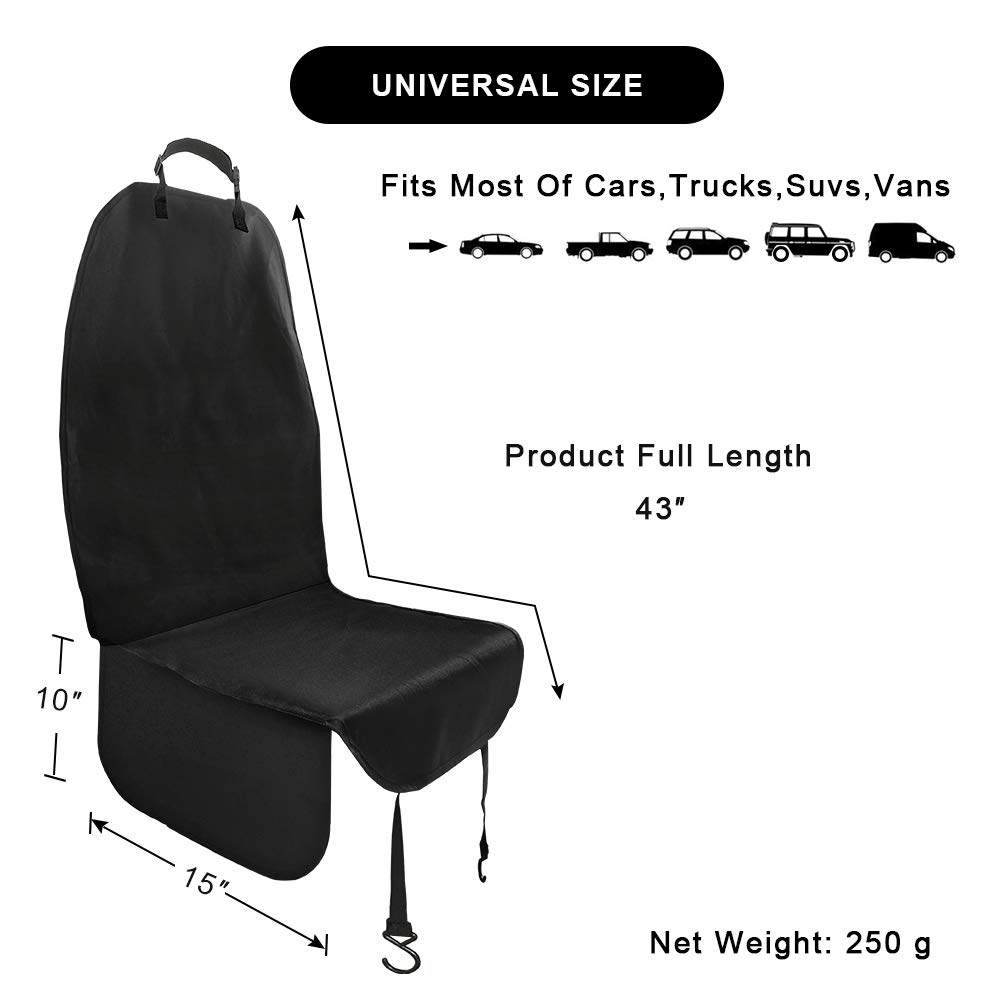 UNIVERSAL SIZE
Fits Most Of Cars,Trucks,Suvs,Vans
Product Full Length
43"
10"
15"
Net Weight: 250 g